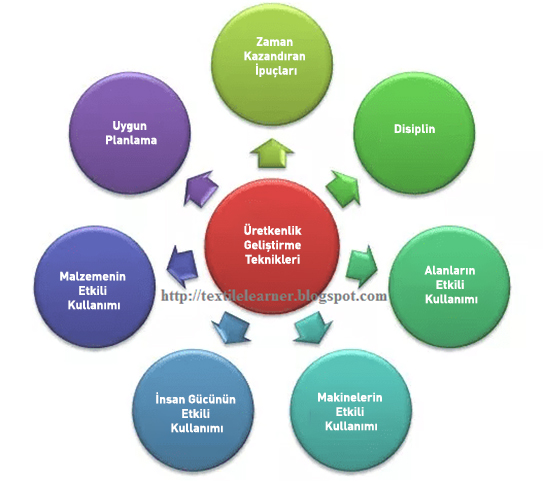 Zaman
Kazandıran
İpuçları
Disiplin
Alanların
Etkili
Kullanımı
Makinelerin
Etkili
Kullanımı
İnsan Gücünün
Etkili
Kullanımı
Malzemenin
Etkili
Kullanımı
Uygun
Planlama
Üretkenlik
Geliştirme
Teknikleri
http://textilelearner.blogspot.com